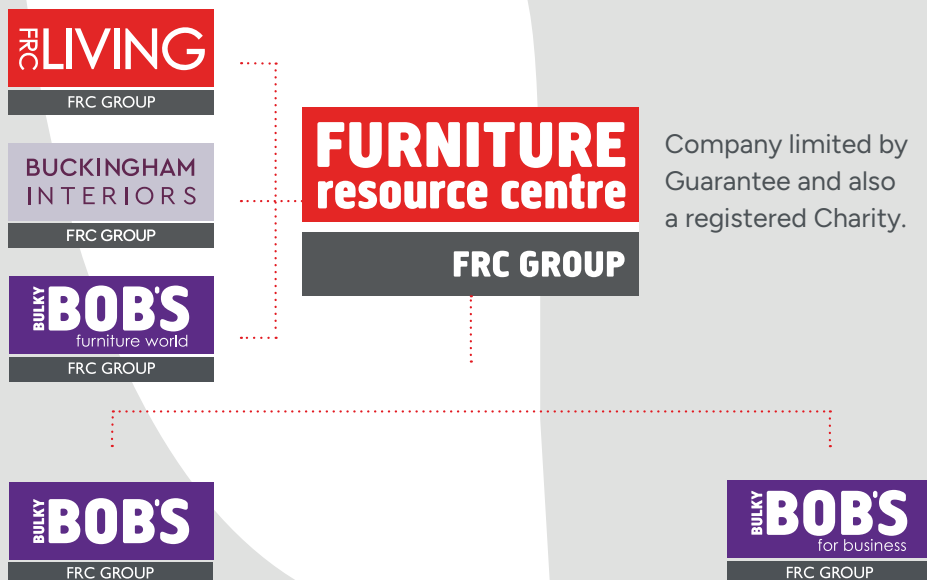 FRC LIVING
FRC GROUP
BUCKINGHAM
INTERIORS
FRC GROUP
BULKY BOB'S
furniture world
FRC GROUP
FURNITURE
resource centre
FRC GROUP
Company limited by
Guarantee and also
a registered Charity.
BULKY BOB'S
FRC GROUP
BULKY BOB'S
for business
FRC GROUP